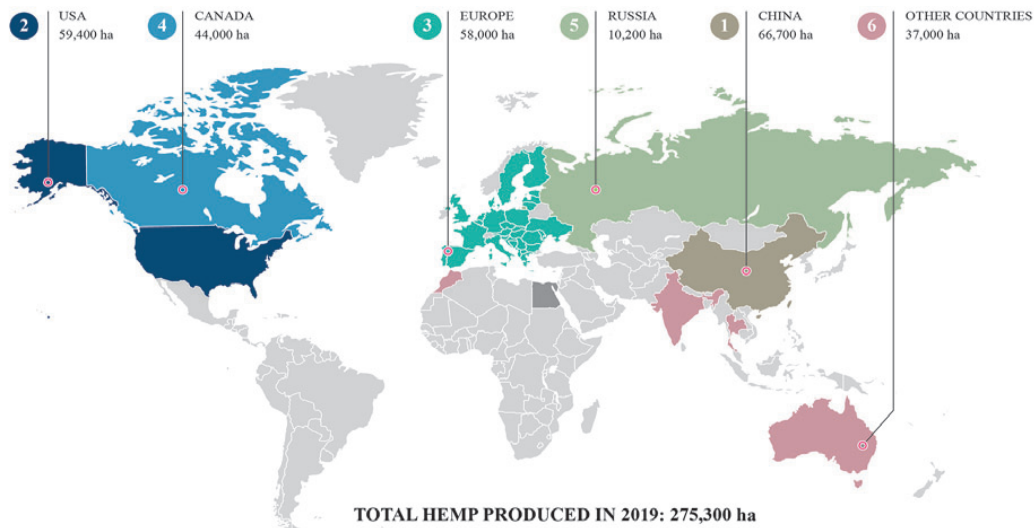 2
USA
59,400 ha
4
CANADA
44,000 ha
3
EUROPE
58,000 ha
5
RUSSIA
10,200 ha
1
CHINA
66,700 ha
6
OTHER COUNTRIES
37,000 ha
TOTAL HEMP PRODUCED IN 2019: 275,300 ha